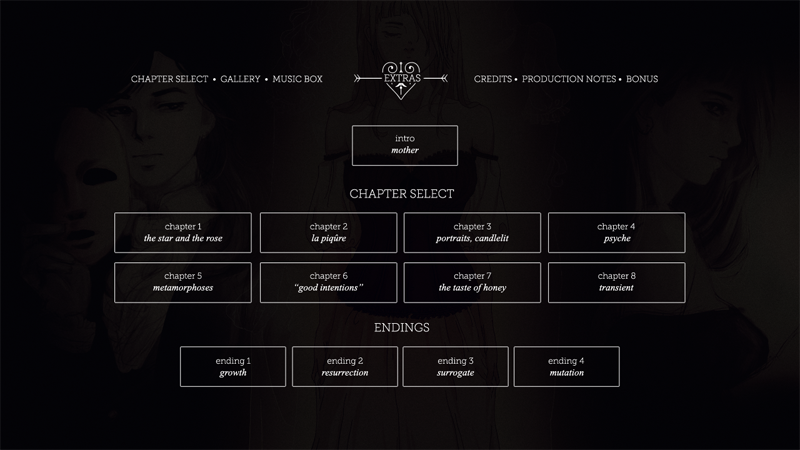 CHAPTER SELECT • GALLERY • MUSIC BOX
EXTRAS
CREDITS • PRODUCTION NOTES • BONUS
intro
mother
CHAPTER SELECT
chapter 1
the star and the rose
chapter 2
la piqûre
chapter 3
portraits, candlelit
chapter 4
psyche
chapter 5
metamorphoses
chapter 6
“good intentions”
chapter 7
the taste of honey
chapter 8
transient
ENDINGS
ending 1
growth
ending 2
resurrection
ending 3
surrogate
ending 4
mutation